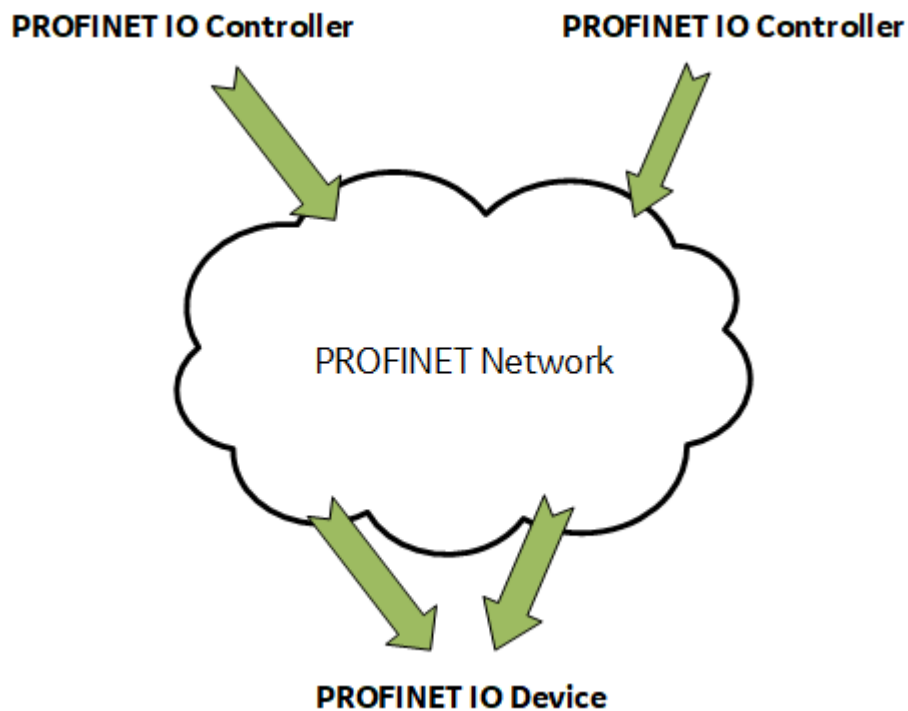 PROFINET IO Controller
PROFINET IO Controller
PROFINET Network
PROFINET IO Device